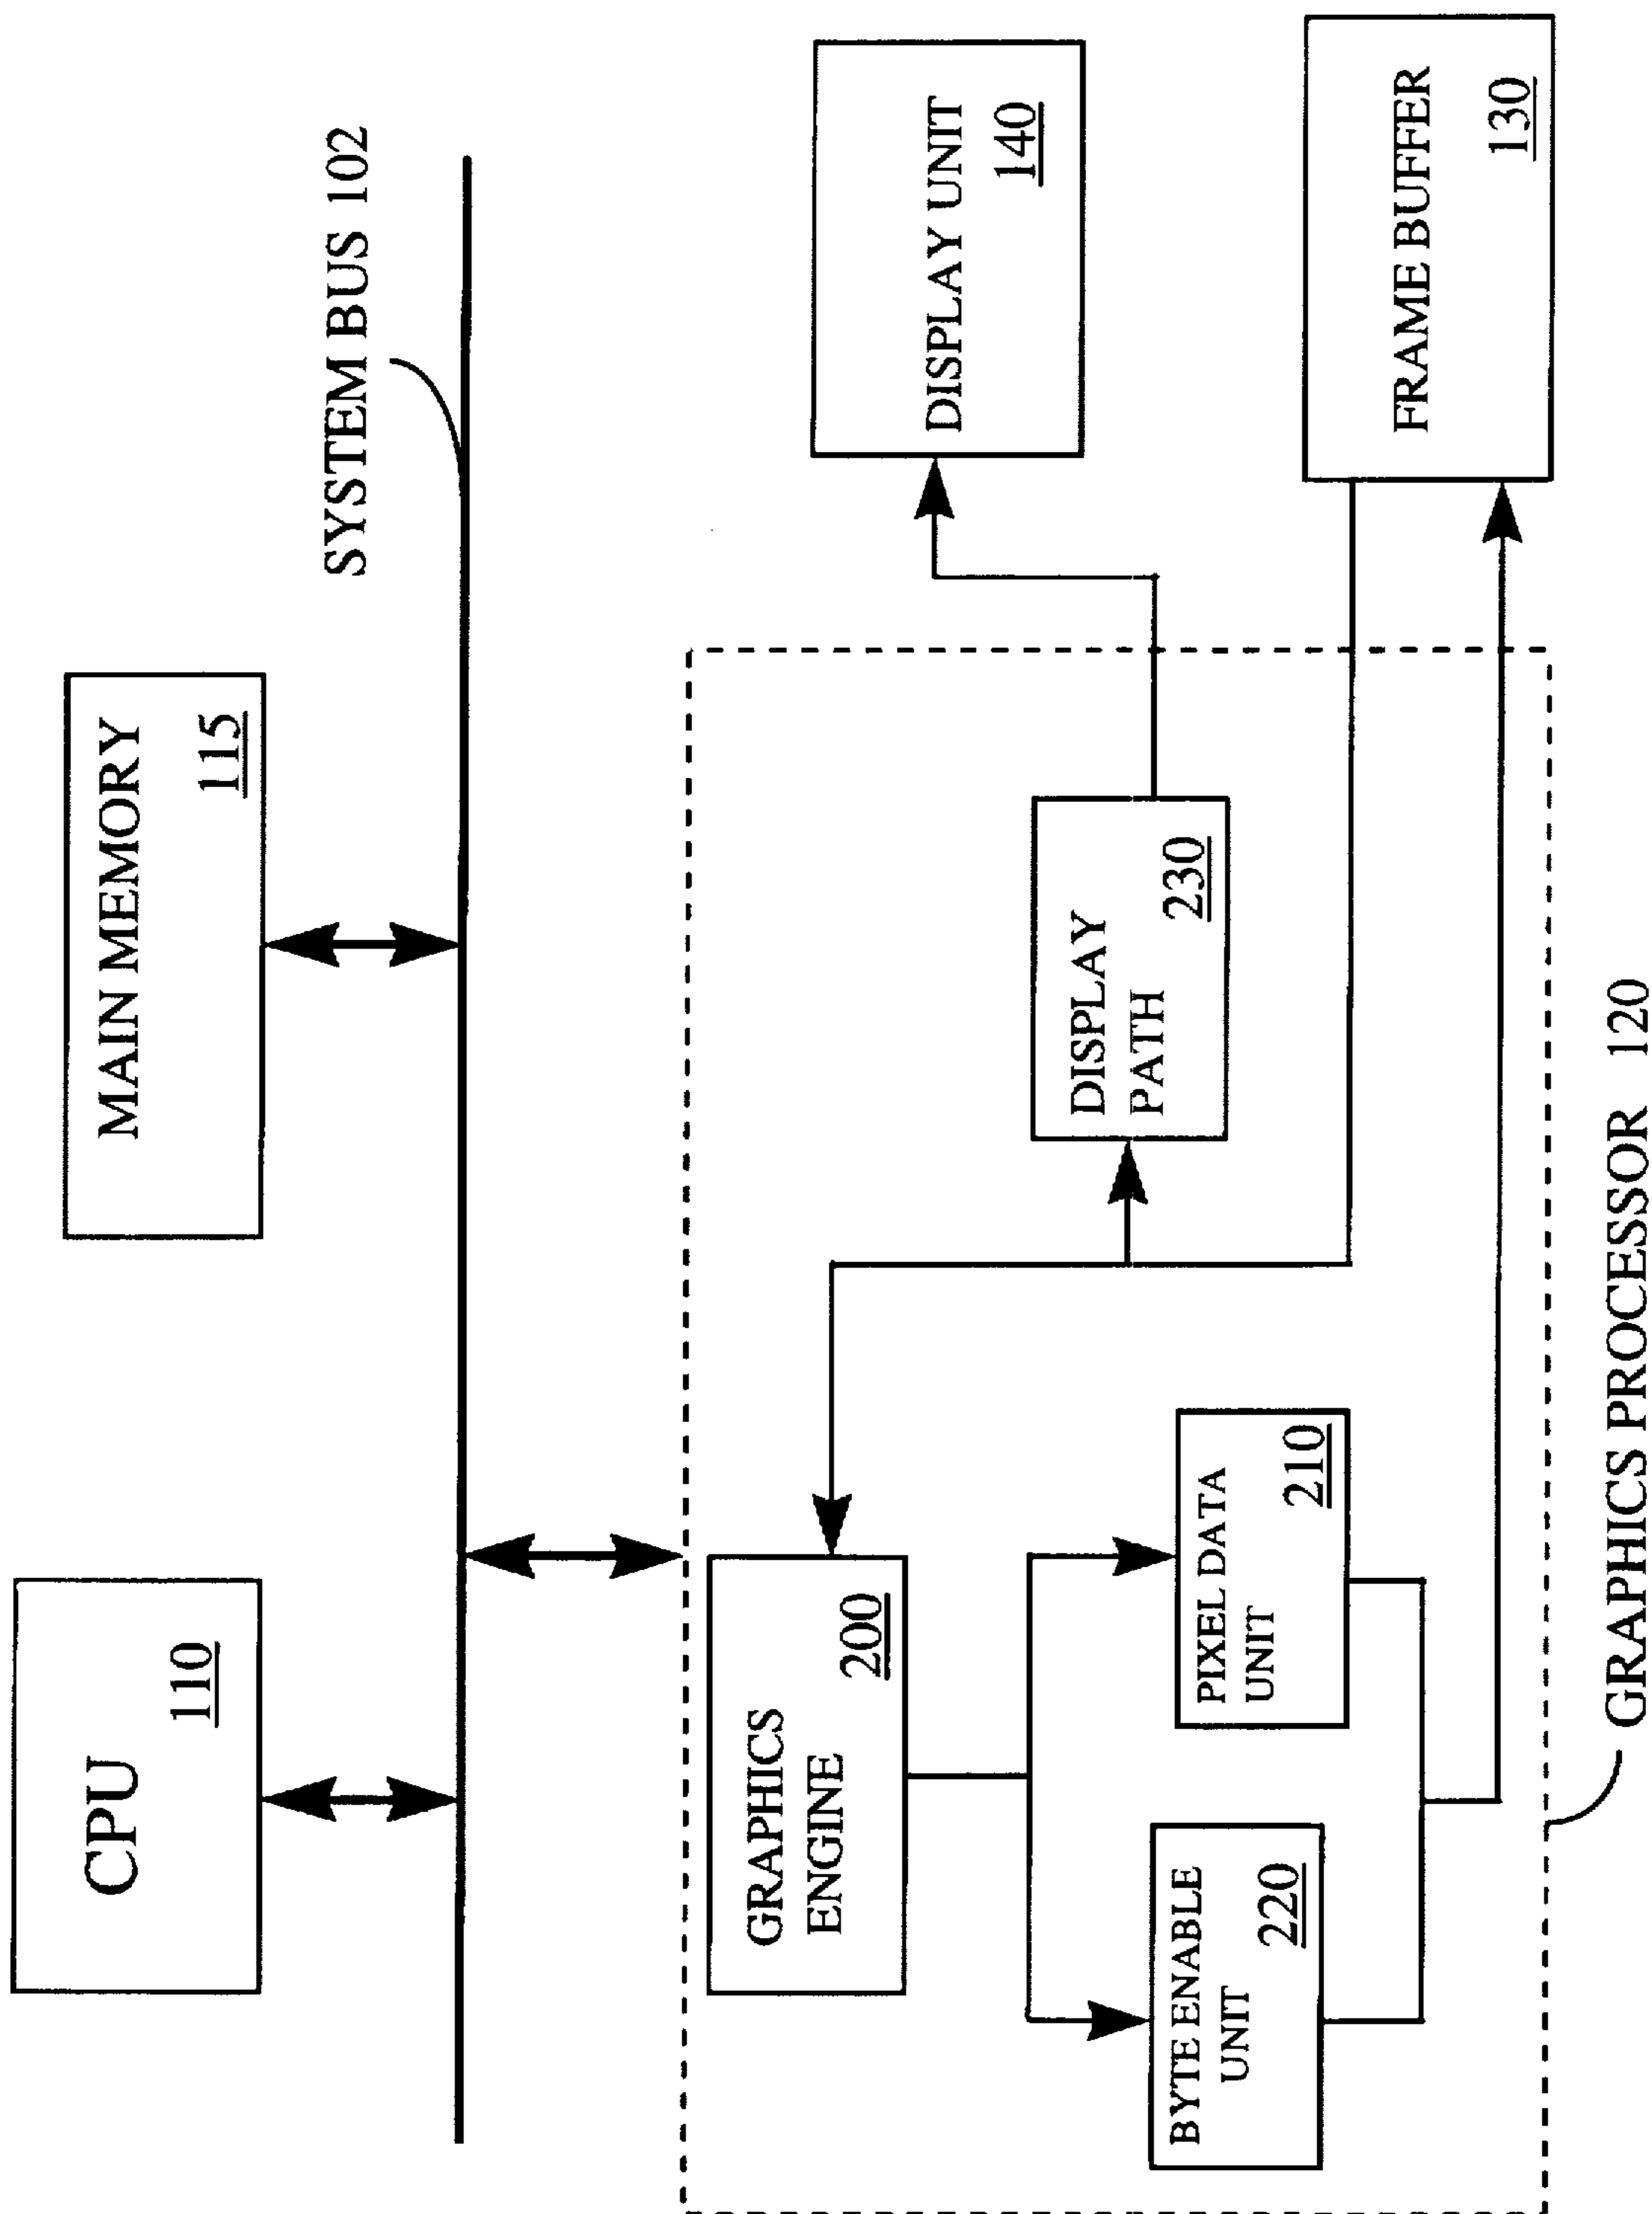 CPU
110
MAIN MEMORY
115
SYSTEM BUS 102
GRAPHICS
ENGINE
200
DISPLAY UNIT
140
DISPLAY
PATH
230
BYTE ENABLE
UNIT
220
PIXEL DATA
UNIT
210
FRAME BUFFER
130
GRAPHICS PROCESSOR 120